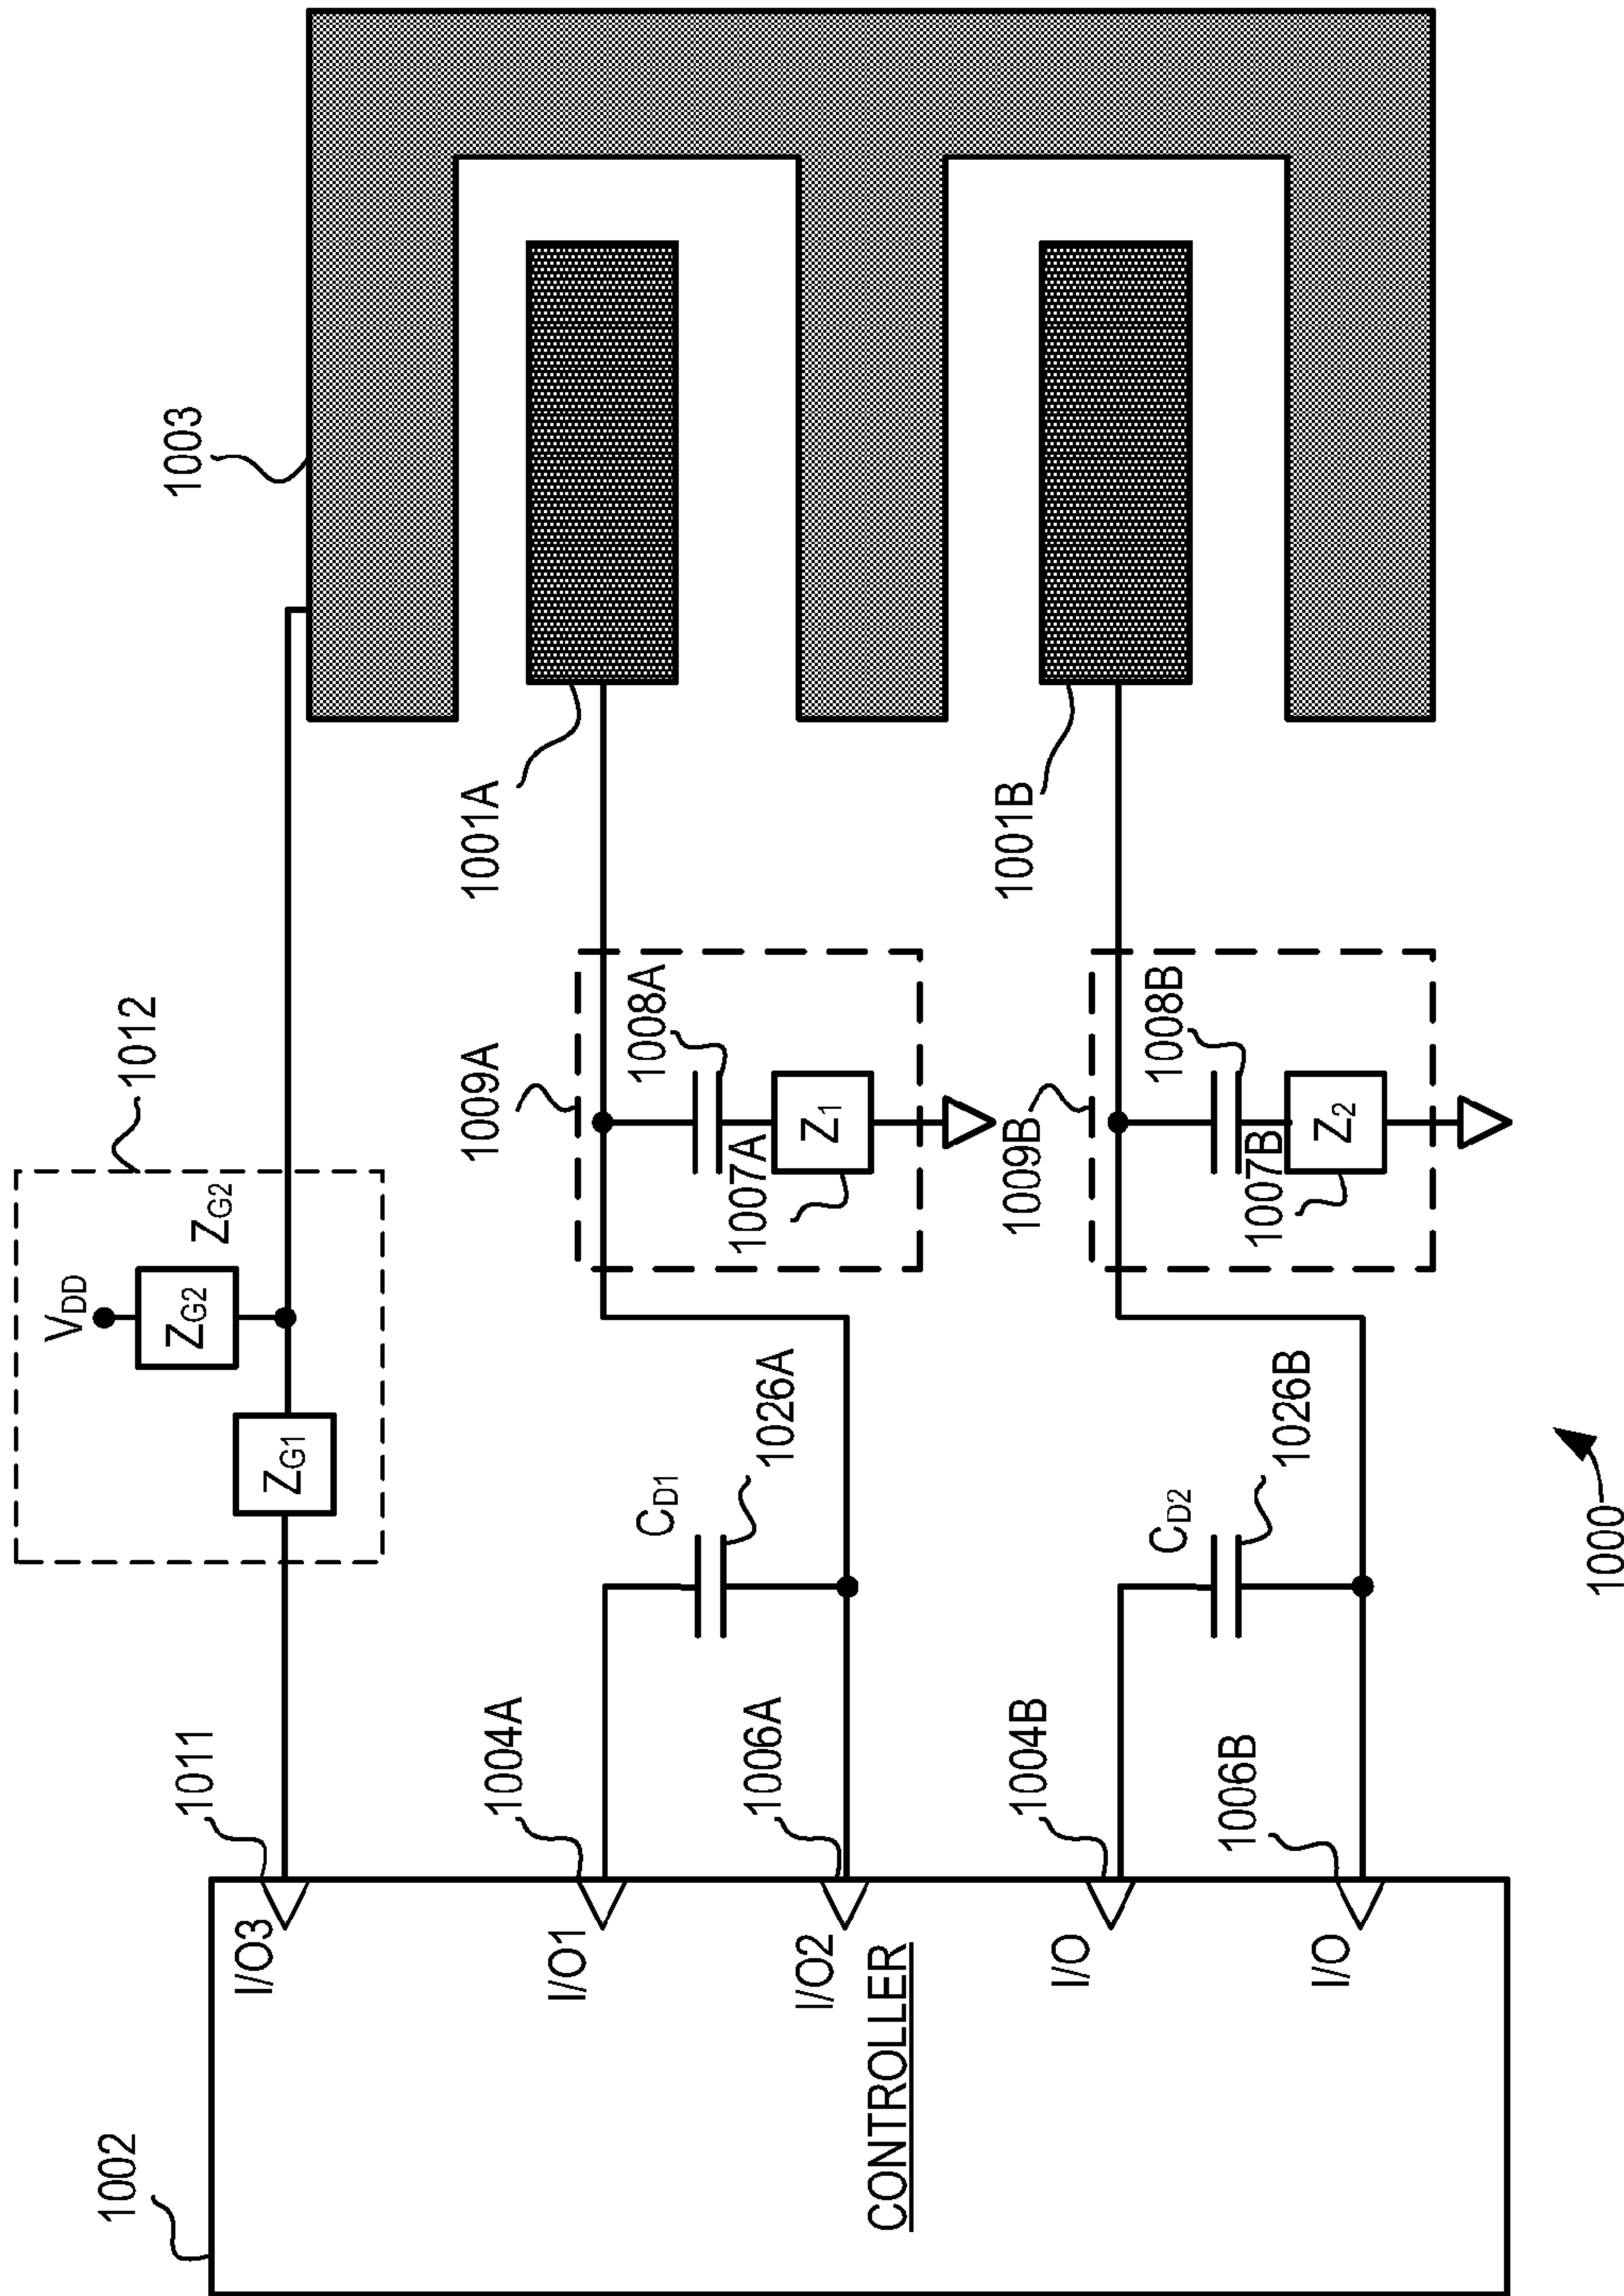 1002
I/O3
I/O1
I/O2
I/O
I/O
CONTROLLER
1011
1004A
1006A
1004B
1006B
V_DD
Z_G2
Z_G2
Z_G1
1012
C_D1
1026A
C_D2
1026B
1009A
1008A
1007A
Z_1
1009B
1008B
1007B
Z_2
1003
1001A
1001B
1000